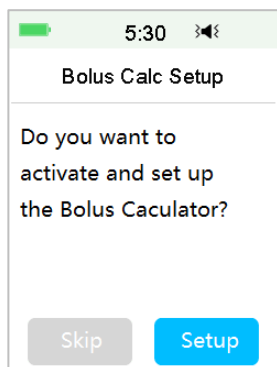 5:30
Bolus Calc Setup
Do you want to
activate and set up
the Bolus Caculator?
Skip Setup